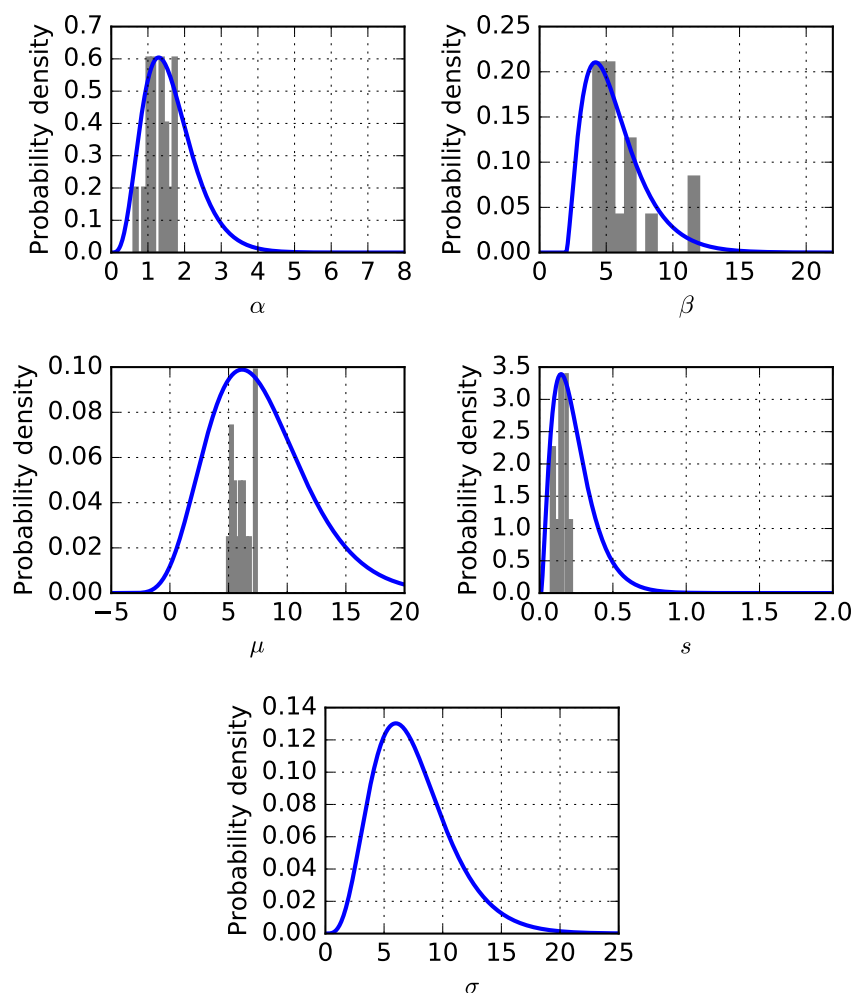 Probability density
0.7
0.6
0.5
0.4
0.3
0.2
0.1
0.0
0 1 2 3 4 5 6 7 8
α
Probability density
0.25
0.20
0.15
0.10
0.05
0.00
0 5 10 15 20
β
Probability density
0.10
0.08
0.06
0.04
0.02
0.00
−5 0 5 10 15 20
μ
Probability density
3.5
3.0
2.5
2.0
1.5
1.0
0.5
0.0
0.0 0.5 1.0 1.5 2.0
s
Probability density
0.14
0.12
0.10
0.08
0.06
0.04
0.02
0.00
0 5 10 15 20 25
σ